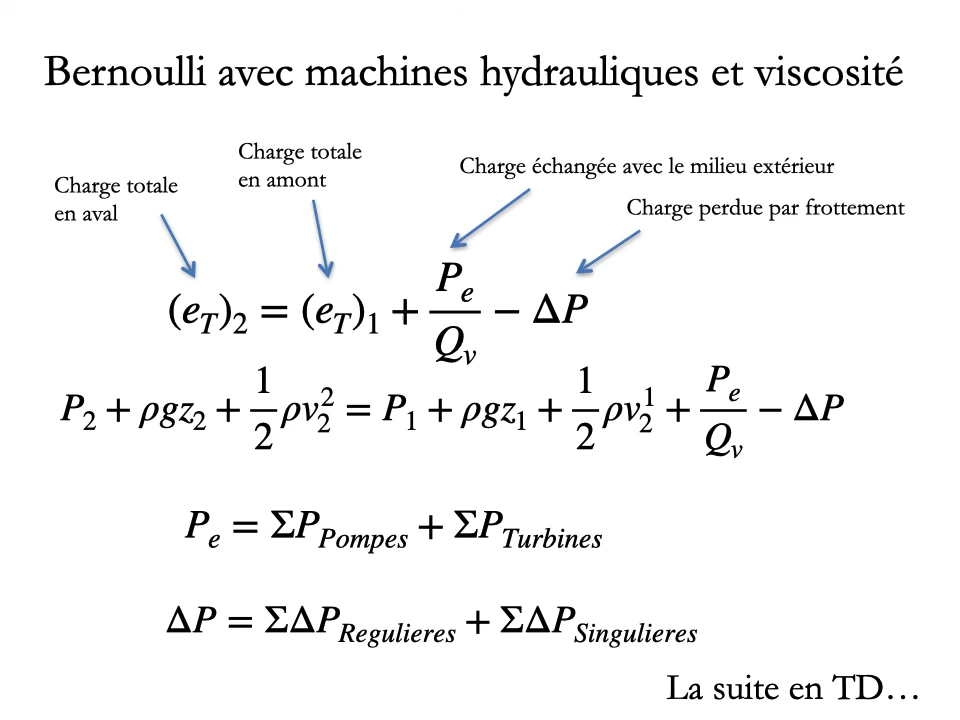 Bernoulli avec machines hydrauliques et viscosité
Charge totale
en aval
Charge totale
en amont
Charge échangée avec le milieu extérieur
Charge perdue par frottement
(e_T)_2 = (e_T)_1 + P_e/Q_v − ΔP
P_2 + ρgz_2 + 1/2 ρv_2^2 = P_1 + ρgz_1 + 1/2 ρv_2^1 + P_e/Q_v − ΔP
P_e = ΣP_Pompes + ΣP_Turbines
ΔP = ΣΔP_Regulieres + ΣΔP_Singulieres
La suite en TD…